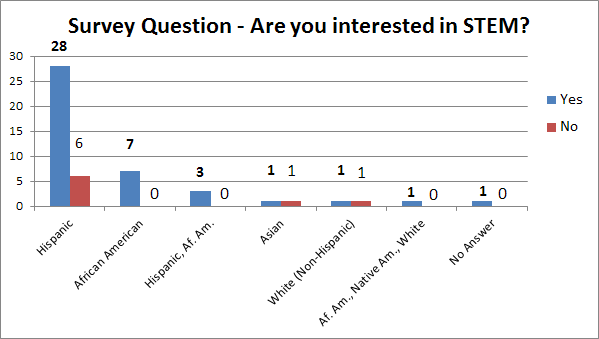 Survey Question - Are you interested in STEM?
28
30
25
20
15
10
5
0
6
7
0
3
0
1
1
1
1
1
0
1
0
Yes
No
Hispanic
African American
Hispanic, Af. Am.
Asian
White (Non-Hispanic)
Af. Am., Native Am., White
No Answer